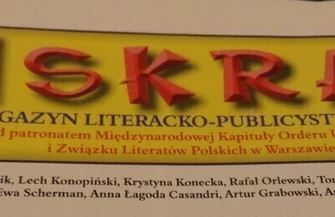 SKR
GAZYN LITERACKO-PUBLICYST
d patronatem Międzynarodowej Kapituły Orderu
i Związku Literatów Polskich w Warszawie
ik, Lech Konopiński, Krystyna Konecka, Rafał Orlewski, To
Ewa Scherman, Anna Łagoda Casandri, Artur Grabowski, A